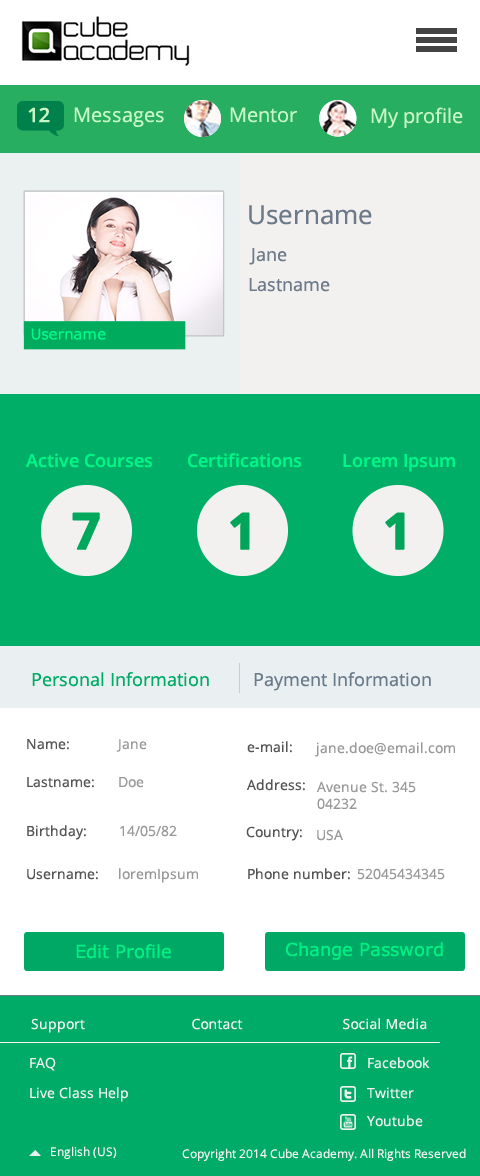 cube
academy
12 Messages Mentor My profile
Username
Jane
Lastname
Username
Active Courses Certifications Lorem Ipsum
7 1 1
Personal Information Payment Information
Name: Jane e-mail: jane.doe@email.com
Lastname: Doe Address: Avenue St. 345
04232
Birthday: 14/05/82 Country: USA
Username: loremIpsum Phone number: 52045434345
Edit Profile Change Password
Support Contact Social Media
FAQ Facebook
Live Class Help Twitter
Youtube
English (US) Copyright 2014 Cube Academy. All Rights Reserved